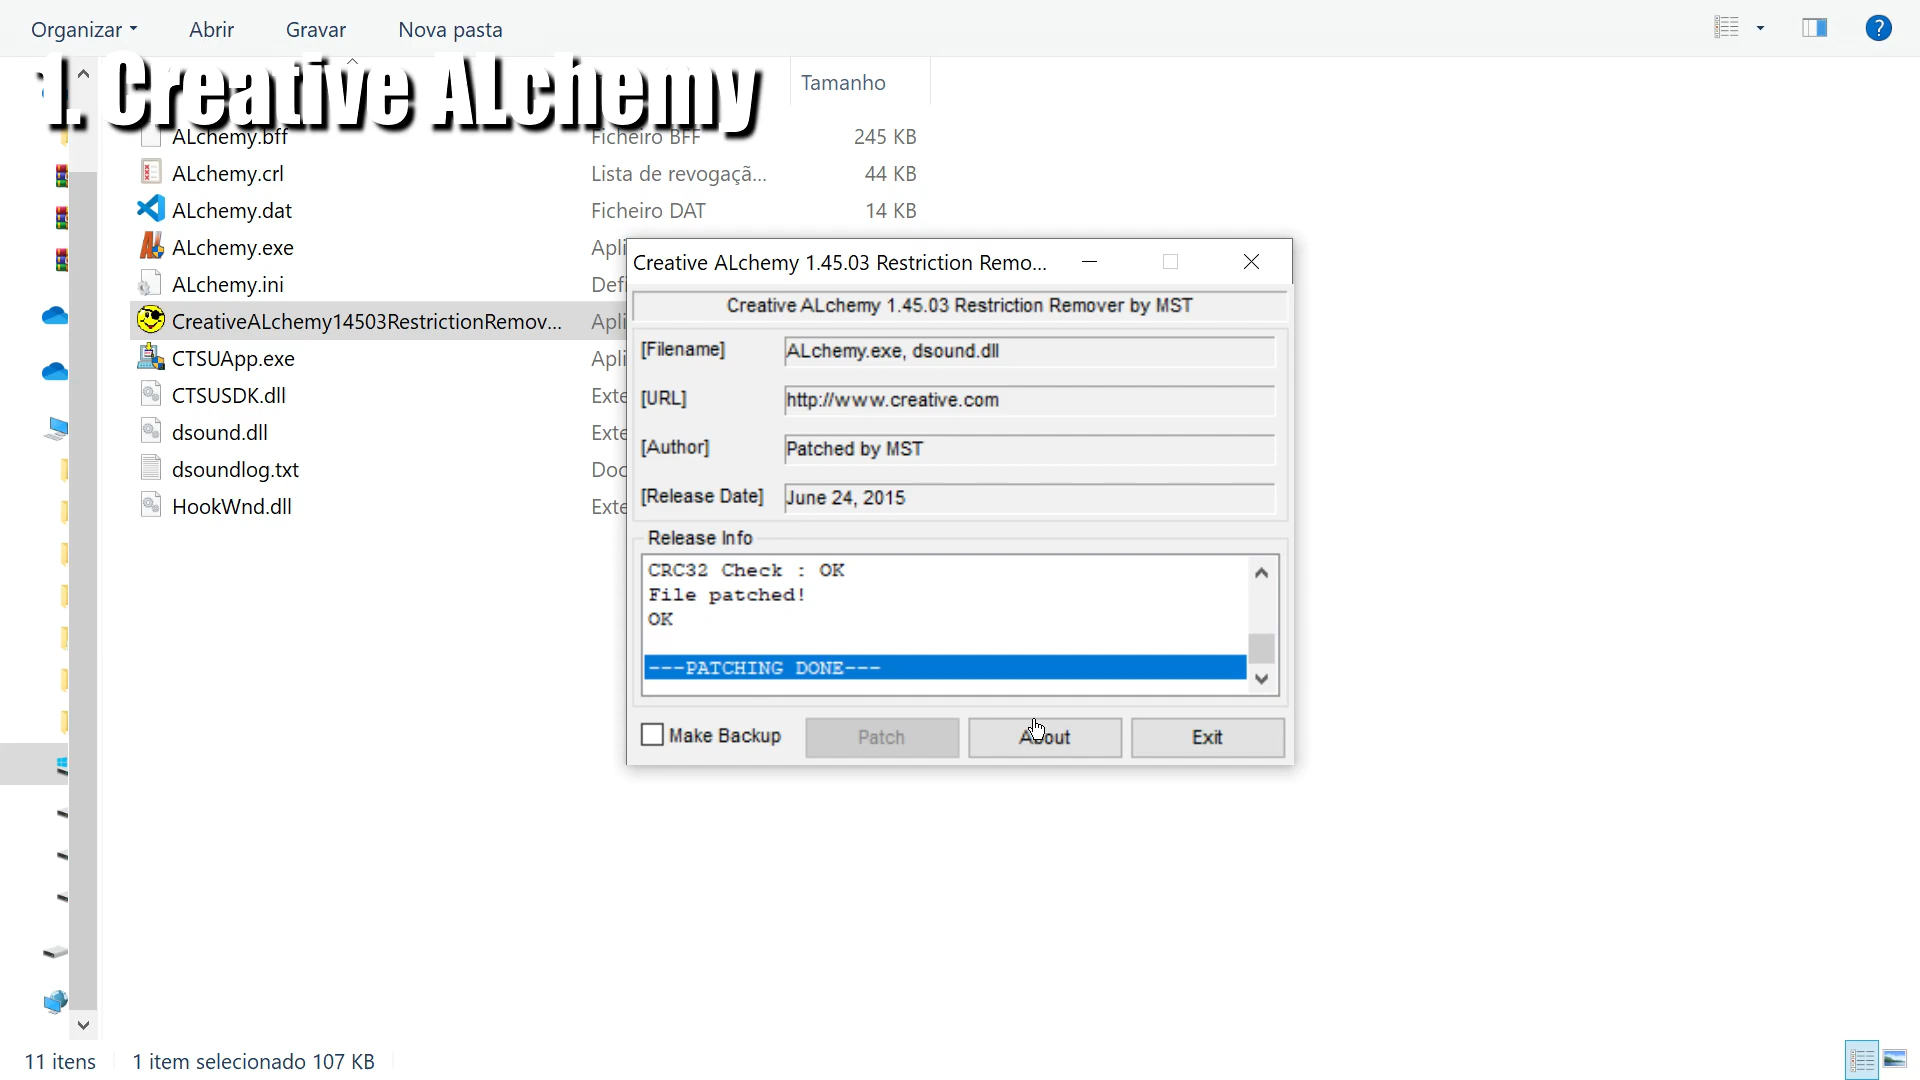 Organizar Abrir Gravar Nova pasta
1. Creative ALchemy
Tamanho
ALchemy.bff Ficheiro BFF 245 KB
ALchemy.crl Lista de revogaçã... 44 KB
ALchemy.dat Ficheiro DAT 14 KB
ALchemy.exe Apli
ALchemy.ini Defi
CreativeALchemy14503RestrictionRemov... Apli
CTSUApp.exe Apli
CTSUSDK.dll Exte
dsound.dll Exte
dsoundlog.txt Doc
HookWnd.dll Exte
Creative ALchemy 1.45.03 Restriction Remo...
Creative ALchemy 1.45.03 Restriction Remover by MST
[Filename] ALchemy.exe, dsound.dll
[URL] http://www.creative.com
[Author] Patched by MST
[Release Date] June 24, 2015
Release Info
CRC32 Check : OK
File patched!
OK
---PATCHING DONE---
Make Backup Patch About Exit
11 itens 1 item selecionado 107 KB